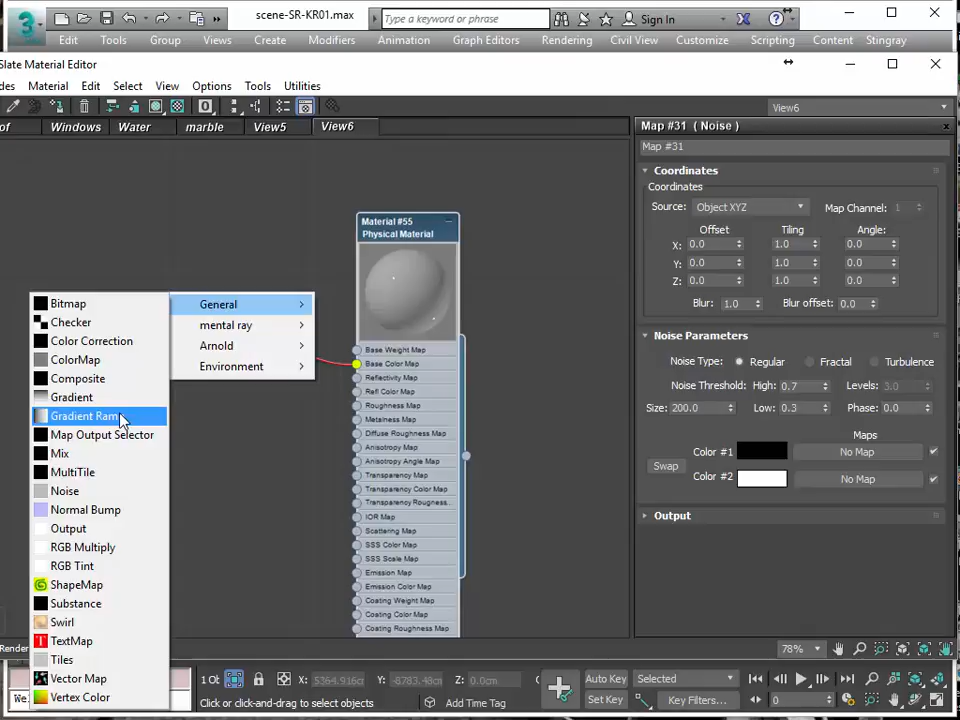 scene-SR-KR01.max
Type a keyword or phrase
Sign In
Edit Tools Group Views Create Modifiers Animation Graph Editors Rendering Civil View Customize Scripting Content Stingray
Slate Material Editor
Material Edit Select View Options Tools Utilities
View6
Windows Water marble View5 View6
Map #31 ( Noise )
Map #31
Coordinates
Coordinates
Source: Object XYZ Map Channel: 1
Offset Tiling Angle:
X: 0.0 1.0 0.0
Y: 0.0 1.0 0.0
Z: 0.0 1.0 0.0
Blur: 1.0 Blur offset: 0.0
Noise Parameters
Noise Type: Regular Fractal Turbulence
Noise Threshold: High: 0.7 Levels: 3.0
Size: 200.0 Low: 0.3 Phase: 0.0
Maps
Color #1 No Map
Swap
Color #2 No Map
Output
Material #55
Physical Material
Base Weight Map
Base Color Map
Reflectivity Map
Refl Color Map
Roughness Map
Metalness Map
Diffuse Roughness Map
Anisotropy Map
Anisotropy Angle Map
Transparency Map
Transparency Color Map
Transparency Roughness...
IOR Map
Scattering Map
SSS Color Map
SSS Scale Map
Emission Map
Emission Color Map
Coating Weight Map
Coating Color Map
Coating Roughness Map
General
mental ray
Arnold
Environment
Bitmap
Checker
Color Correction
ColorMap
Composite
Gradient
Gradient Ramp
Map Output Selector
Mix
MultiTile
Noise
Normal Bump
Output
RGB Multiply
RGB Tint
ShapeMap
Substance
Swirl
TextMap
Tiles
Vector Map
Vertex Color
78%
X: 5364.916cm Y: -8783.48cm Z: 0.0cm
Click or click-and-drag to select objects
Add Time Tag
Auto Key Selected
Set Key Key Filters...
0